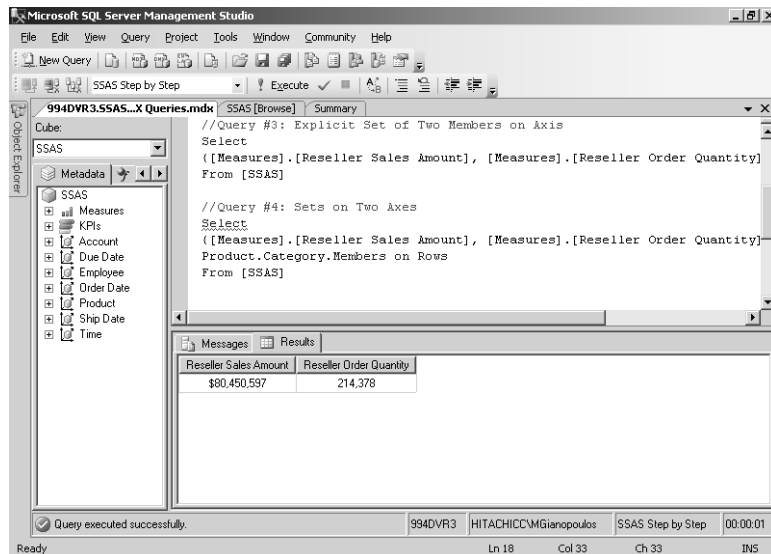 Microsoft SQL Server Management Studio
File Edit View Query Project Tools Window Community Help
New Query
SSAS Step by Step
Execute
994DVR3.SSAS...X Queries.mdx
SSAS [Browse]
Summary
Object Explorer
Cube:
SSAS
Metadata
SSAS
Measures
KPIs
Account
Due Date
Employee
Order Date
Product
Ship Date
Time
//Query #3: Explicit Set of Two Members on Axis
Select
{[Measures].[Reseller Sales Amount], [Measures].[Reseller Order Quantity]
From [SSAS]
//Query #4: Sets on Two Axes
Select
{[Measures].[Reseller Sales Amount], [Measures].[Reseller Order Quantity]
Product.Category.Members on Rows
From [SSAS]
Messages
Results
Reseller Sales Amount Reseller Order Quantity
$80,450,597 214,378
Query executed successfully.
994DVR3
HITACHICC\MGianopoulos
SSAS Step by Step
00:00:01
Ready
Ln 18 Col 33 Ch 33 INS